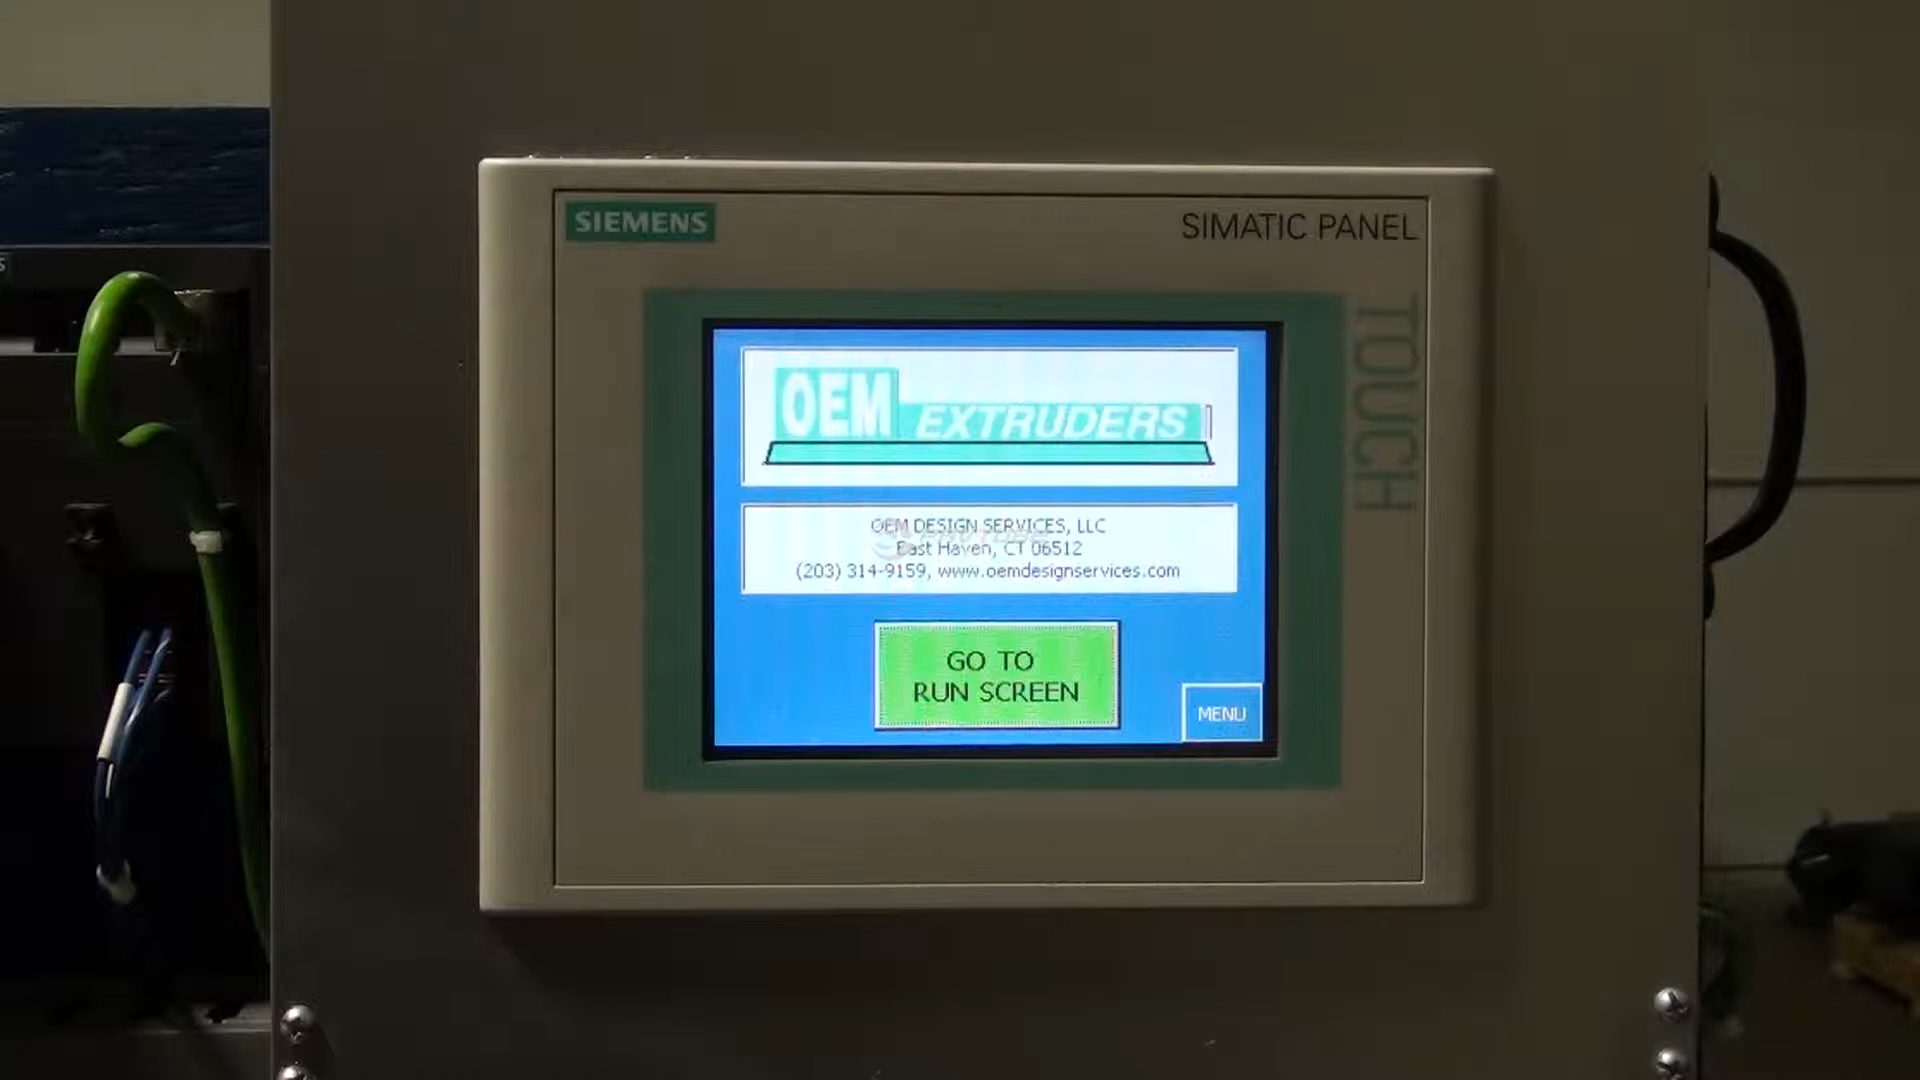 SIEMENS
SIMATIC PANEL
TOUCH
OEM EXTRUDERS
OEM DESIGN SERVICES, LLC
East Haven, CT 06512
(203) 314-9159, www.oemdesignservices.com
GO TO
RUN SCREEN
MENU